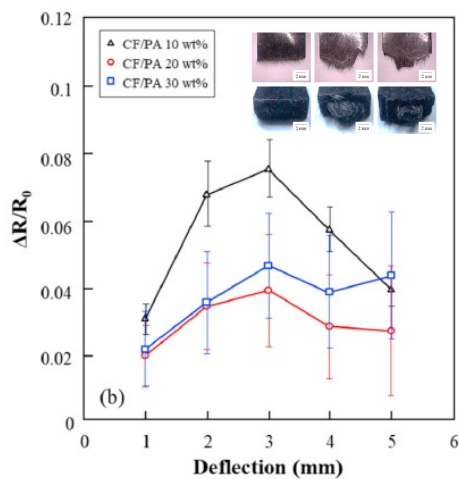 0.12
0.1
0.08
0.06
0.04
0.02
0
ΔR/R0
CF/PA 10 wt%
CF/PA 20 wt%
CF/PA 30 wt%
2 mm
2 mm
2 mm
2 mm
2 mm
2 mm
(b)
0 1 2 3 4 5 6
Deflection (mm)